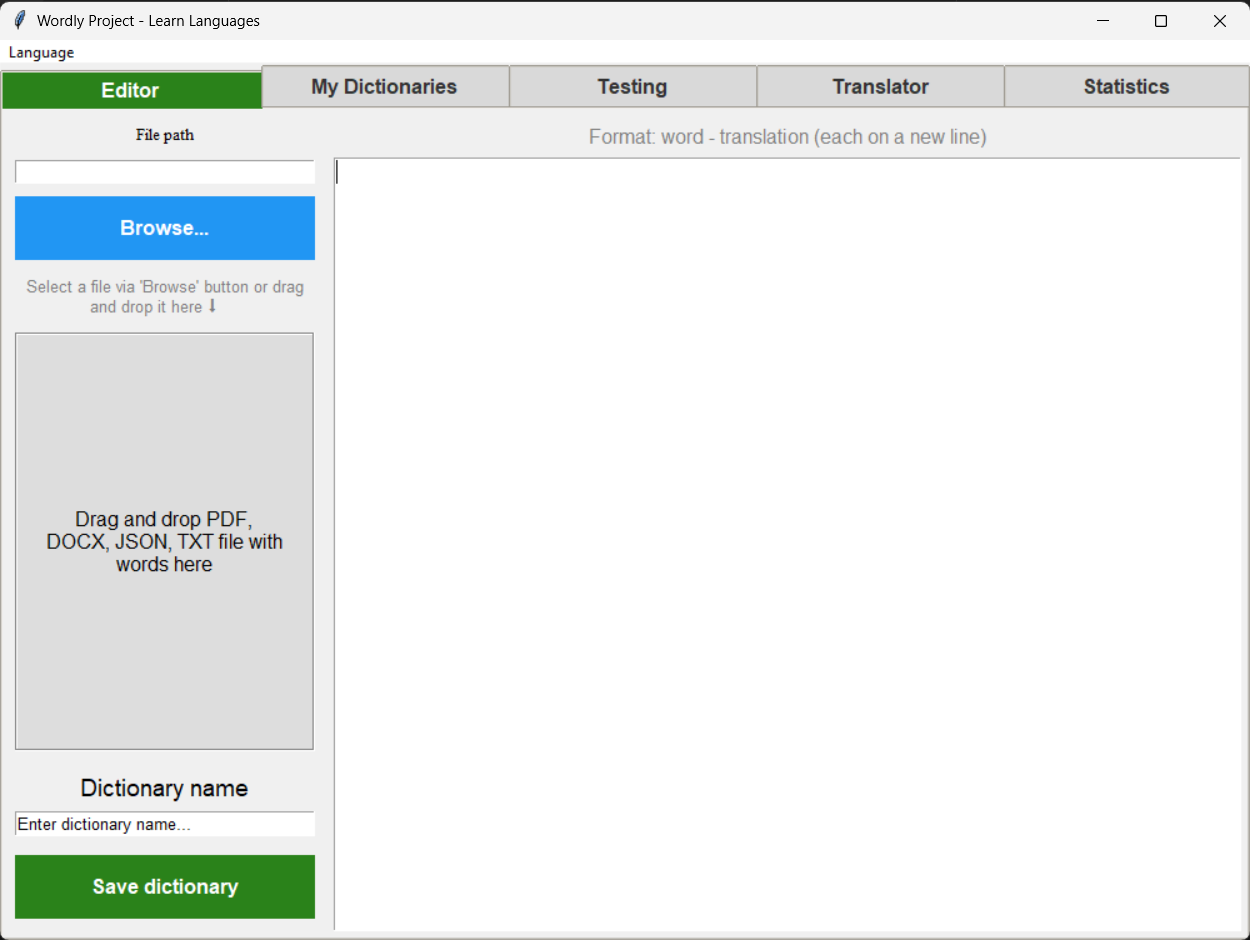 Wordly Project - Learn Languages
Language
Editor
My Dictionaries
Testing
Translator
Statistics
File path
Format: word - translation (each on a new line)
Browse...
Select a file via 'Browse' button or drag
and drop it here ⬇
Drag and drop PDF,
DOCX, JSON, TXT file with
words here
Dictionary name
Enter dictionary name...
Save dictionary